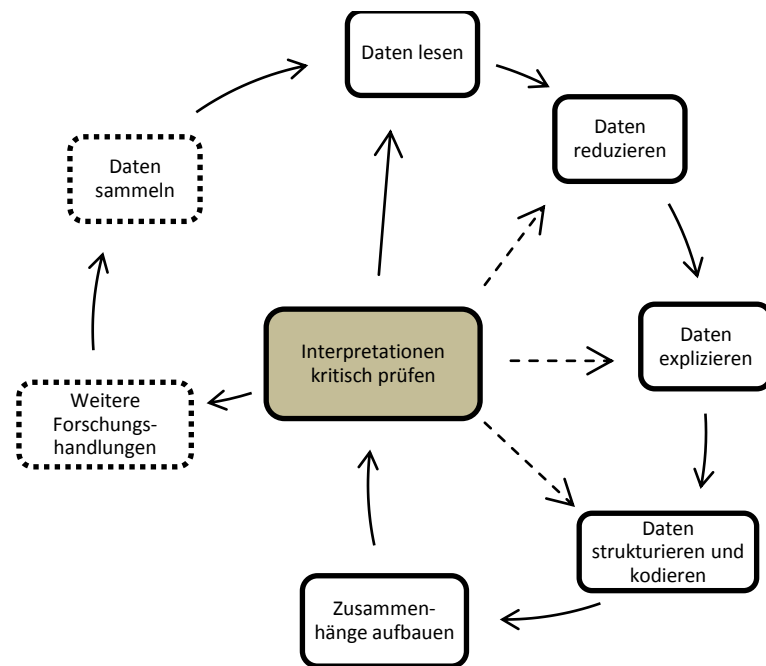 Daten lesen
Daten
reduzieren
Daten
sammeln
Daten
explizieren
Interpretationen
kritisch prüfen
Weitere
Forschungs-
handlungen
Daten
strukturieren und
kodieren
Zusammen-
hänge aufbauen